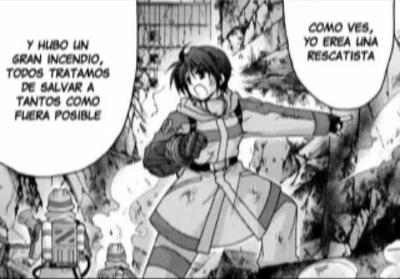 COMO VES,
YO EREA UNA
RESCATISTA
Y HUBO UN
GRAN INCENDIO,
TODOS TRATAMOS
DE SALVAR A
TANTOS COMO
FUERA POSIBLE